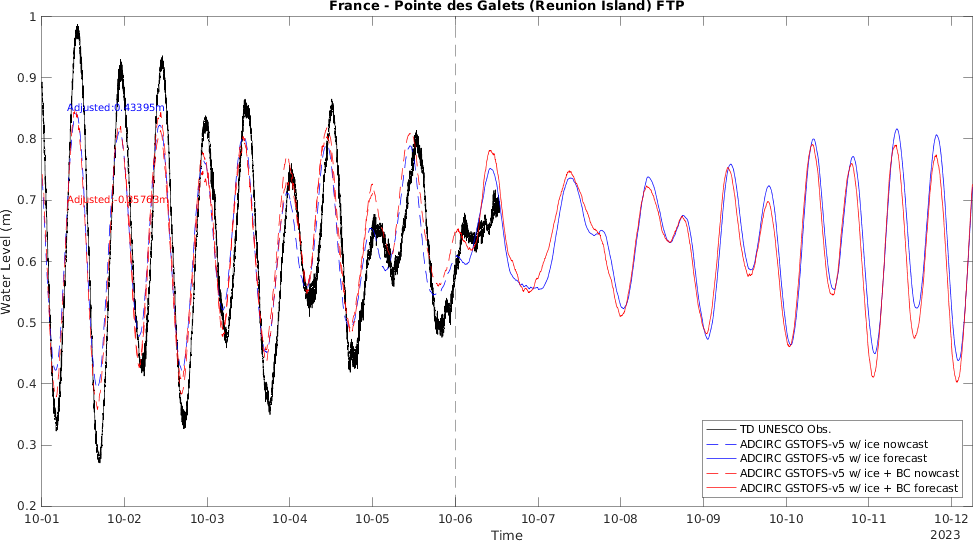 France - Pointe des Galets (Reunion Island) FTP
1
0.9
0.8
0.7
0.6
0.5
0.4
0.3
0.2
Water Level (m)
Adjusted:0.43395m
10-01
10-02
10-03
10-04
10-05
10-06
10-07
10-08
10-09
10-10
10-11
10-12
2023
Time
TD UNESCO Obs.
ADCIRC GSTOFS-v5 w/ ice nowcast
ADCIRC GSTOFS-v5 w/ ice forecast
ADCIRC GSTOFS-v5 w/ ice + BC nowcast
ADCIRC GSTOFS-v5 w/ ice + BC forecast